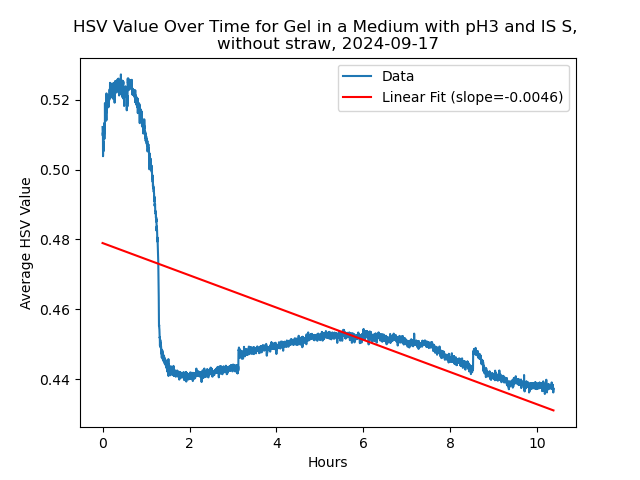 HSV Value Over Time for Gel in a Medium with pH3 and IS S,
without straw, 2024-09-17
Data
Linear Fit (slope=-0.0046)
Average HSV Value
0.52
0.50
0.48
0.46
0.44
0 2 4 6 8 10
Hours